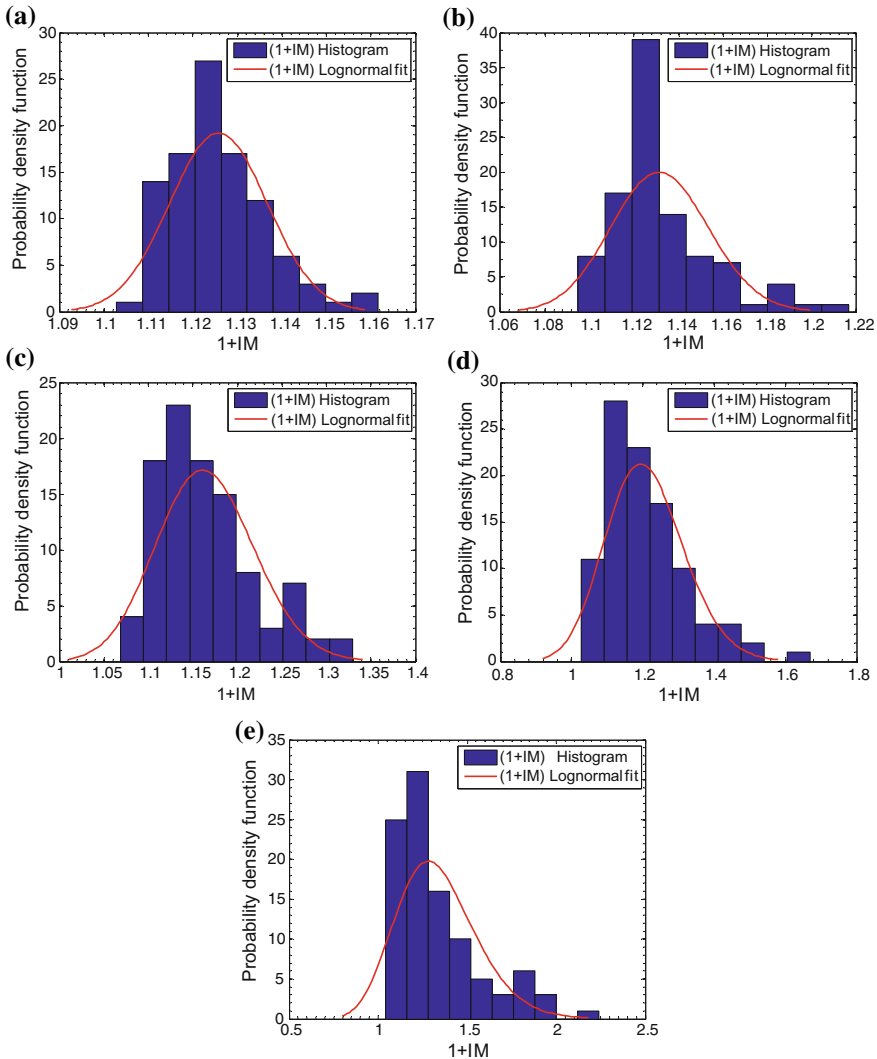 (a)
Probability density function
30
25
20
15
10
5
0
(1+IM) Histogram
(1+IM) Lognormal fit
1.09 1.1 1.11 1.12 1.13 1.14 1.15 1.16 1.17
1+IM
(b)
Probability density function
40
35
30
25
20
15
10
5
0
(1+IM) Histogram
(1+IM) Lognormal fit
1.06 1.08 1.1 1.12 1.14 1.16 1.18 1.2 1.22
1+IM
(c)
Probability density function
25
20
15
10
5
0
(1+IM) Histogram
(1+IM) Lognormal fit
1 1.05 1.1 1.15 1.2 1.25 1.3 1.35 1.4
1+IM
(d)
Probability density function
30
25
20
15
10
5
0
(1+IM) Histogram
(1+IM) Lognormal fit
0.8 1 1.2 1.4 1.6 1.8
1+IM
(e)
Probability density function
35
30
25
20
15
10
5
0
(1+IM) Histogram
(1+IM) Lognormal fit
0.5 1 1.5 2 2.5
1+IM